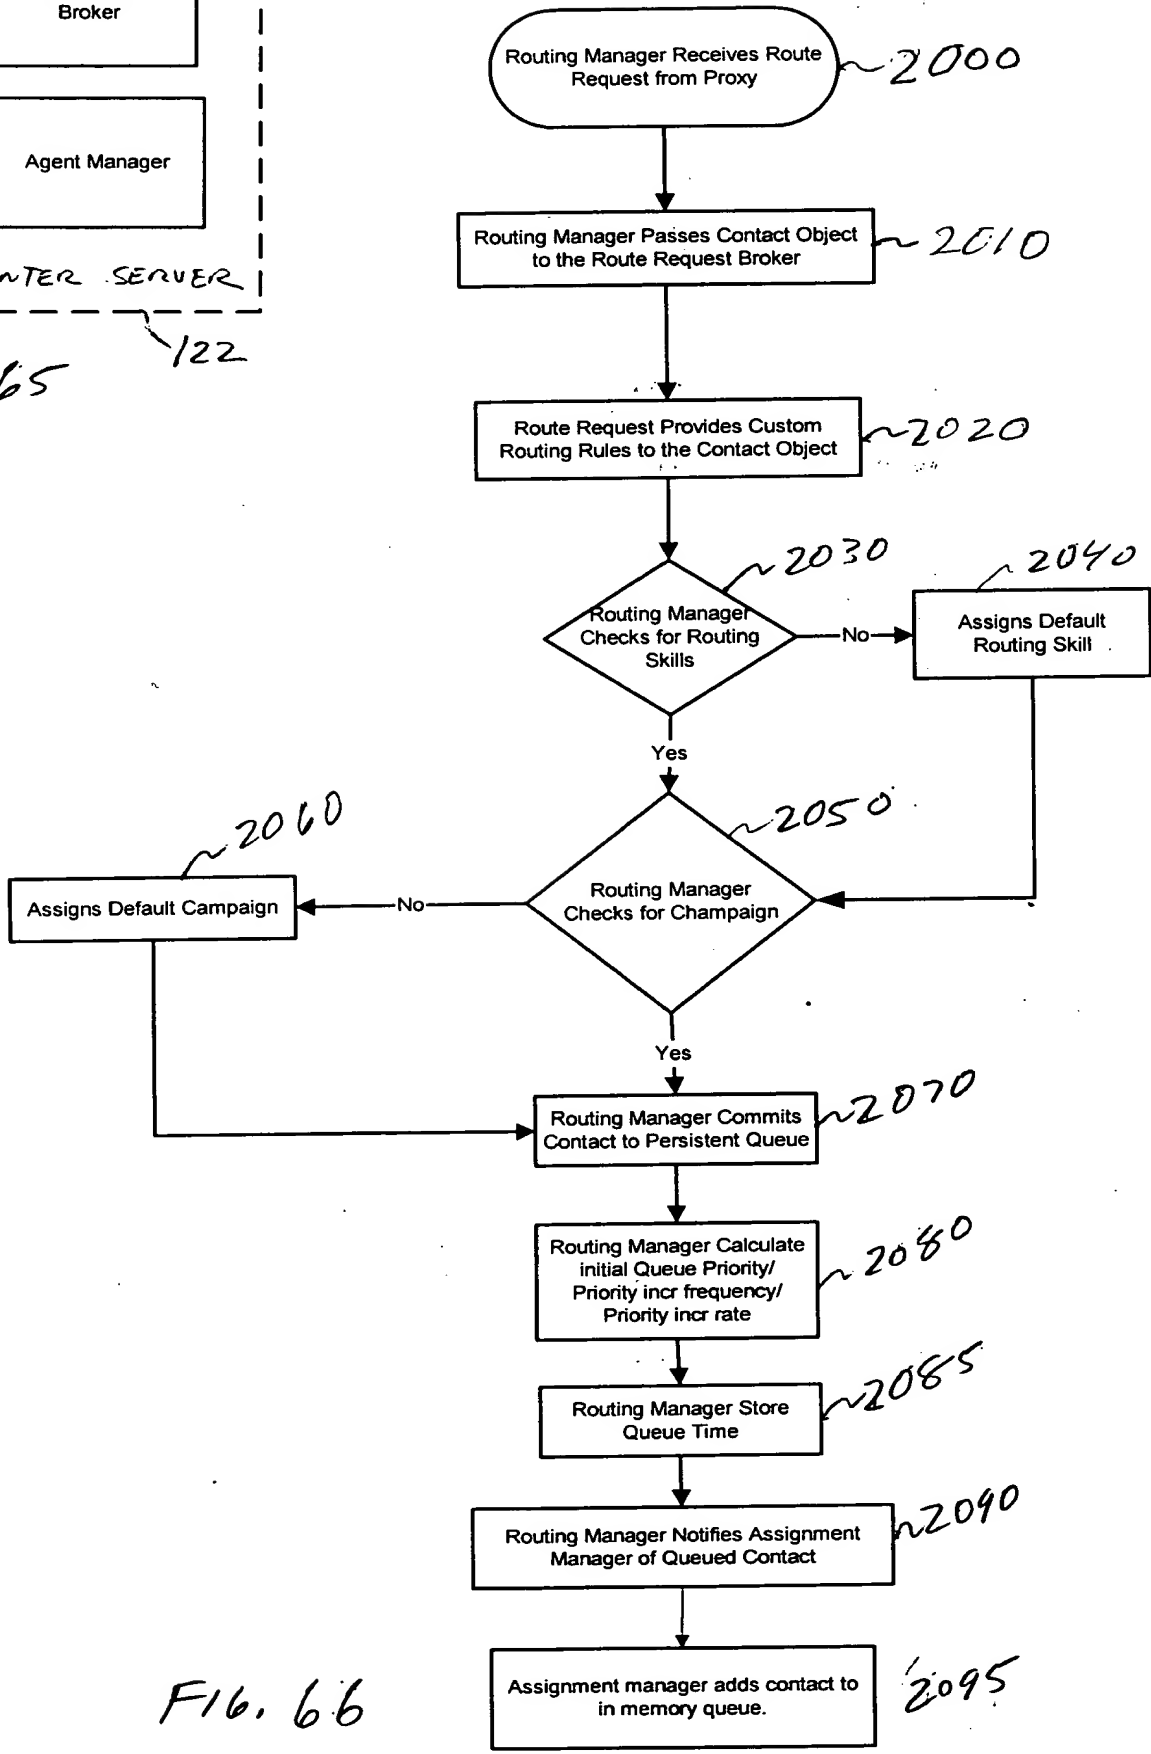 Broker
Agent Manager
NTER SERVER
122
65
Routing Manager Receives Route
Request from Proxy
2000
Routing Manager Passes Contact Object
to the Route Request Broker
2010
Route Request Provides Custom
Routing Rules to the Contact Object
2020
Routing Manager
Checks for Routing
Skills
2030
No
Assigns Default
Routing Skill
2040
Yes
Routing Manager
Checks for Champaign
2050
No
Assigns Default Campaign
2060
Yes
Routing Manager Commits
Contact to Persistent Queue
2070
Routing Manager Calculate
initial Queue Priority/
Priority incr frequency/
Priority incr rate
2080
Routing Manager Store
Queue Time
2085
Routing Manager Notifies Assignment
Manager of Queued Contact
2090
Assignment manager adds contact to
in memory queue.
2095
FIG. 66